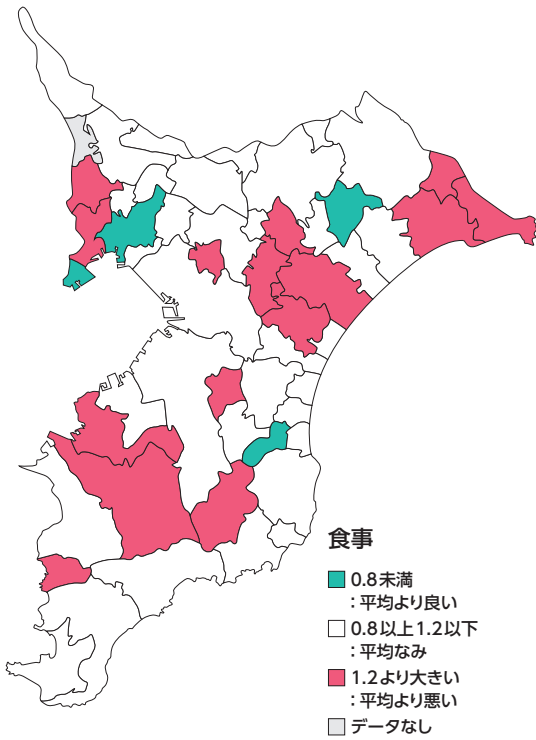 食事
0.8未満
：平均より良い
0.8以上1.2以下
：平均なみ
1.2より大きい
：平均より悪い
データなし